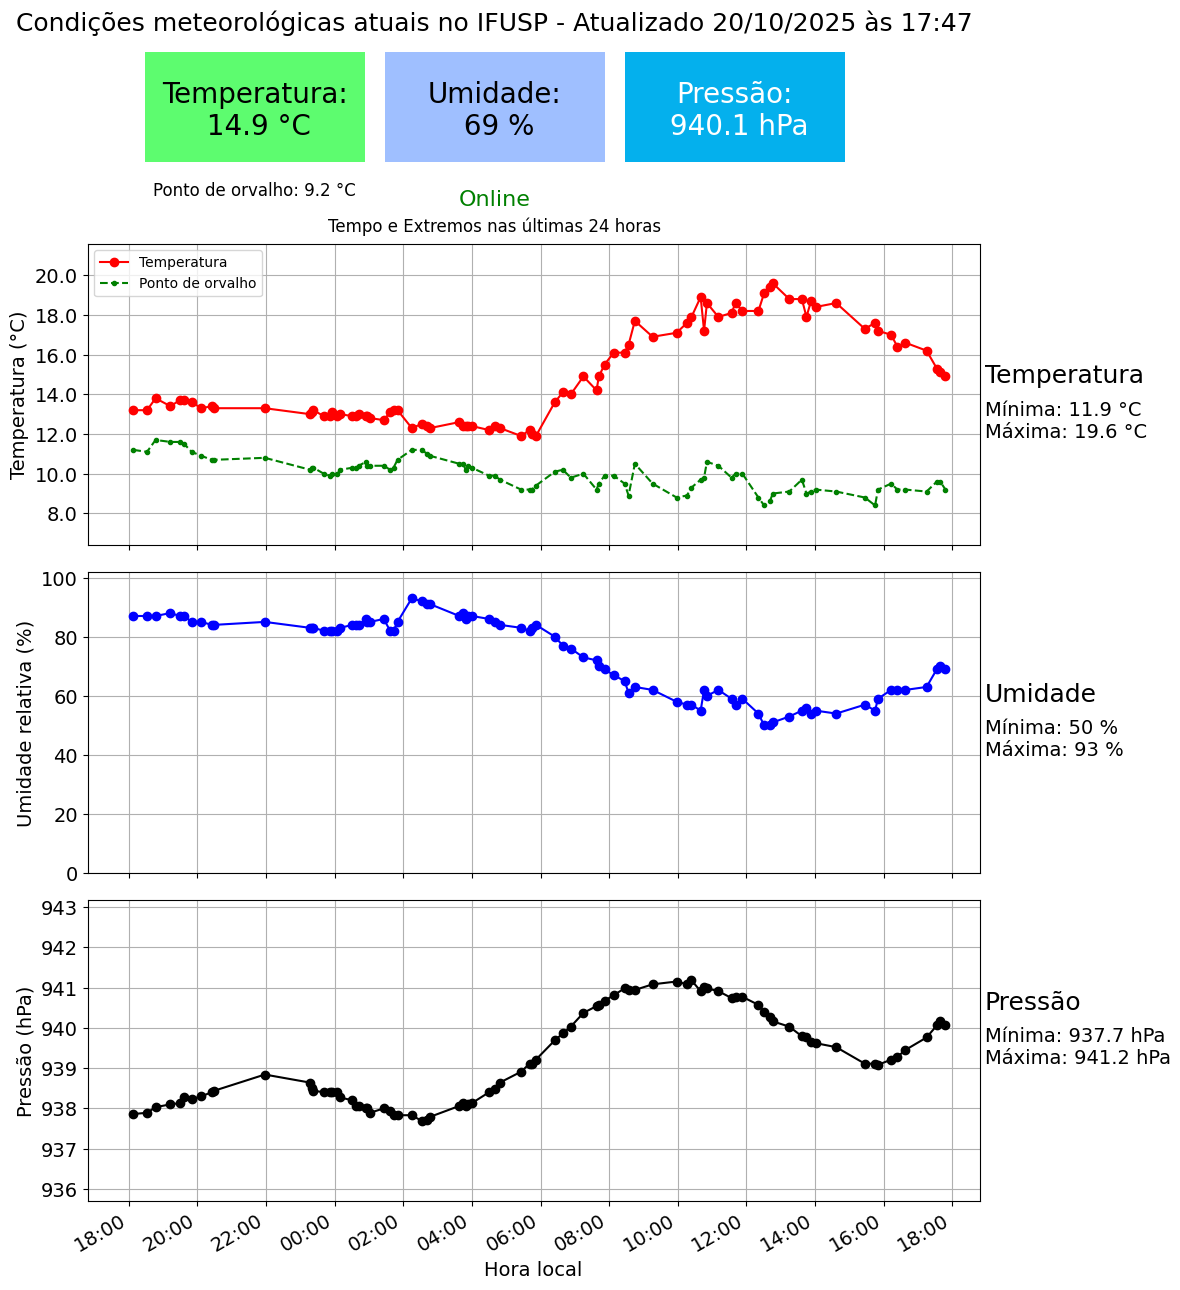 Condições meteorológicas atuais no IFUSP - Atualizado 20/10/2025 às 17:47
Temperatura:
14.9 °C
Umidade:
69 %
Pressão:
940.1 hPa
Ponto de orvalho: 9.2 °C
Online
Tempo e Extremos nas últimas 24 horas
Temperatura
Ponto de orvalho
Temperatura (°C)
20.0
18.0
16.0
14.0
12.0
10.0
8.0
Temperatura
Mínima: 11.9 °C
Máxima: 19.6 °C
Umidade relativa (%)
100
80
60
40
20
0
Umidade
Mínima: 50 %
Máxima: 93 %
Pressão (hPa)
943
942
941
940
939
938
937
936
Pressão
Mínima: 937.7 hPa
Máxima: 941.2 hPa
18:00 20:00 22:00 00:00 02:00 04:00 06:00 08:00 10:00 12:00 14:00 16:00 18:00
Hora local